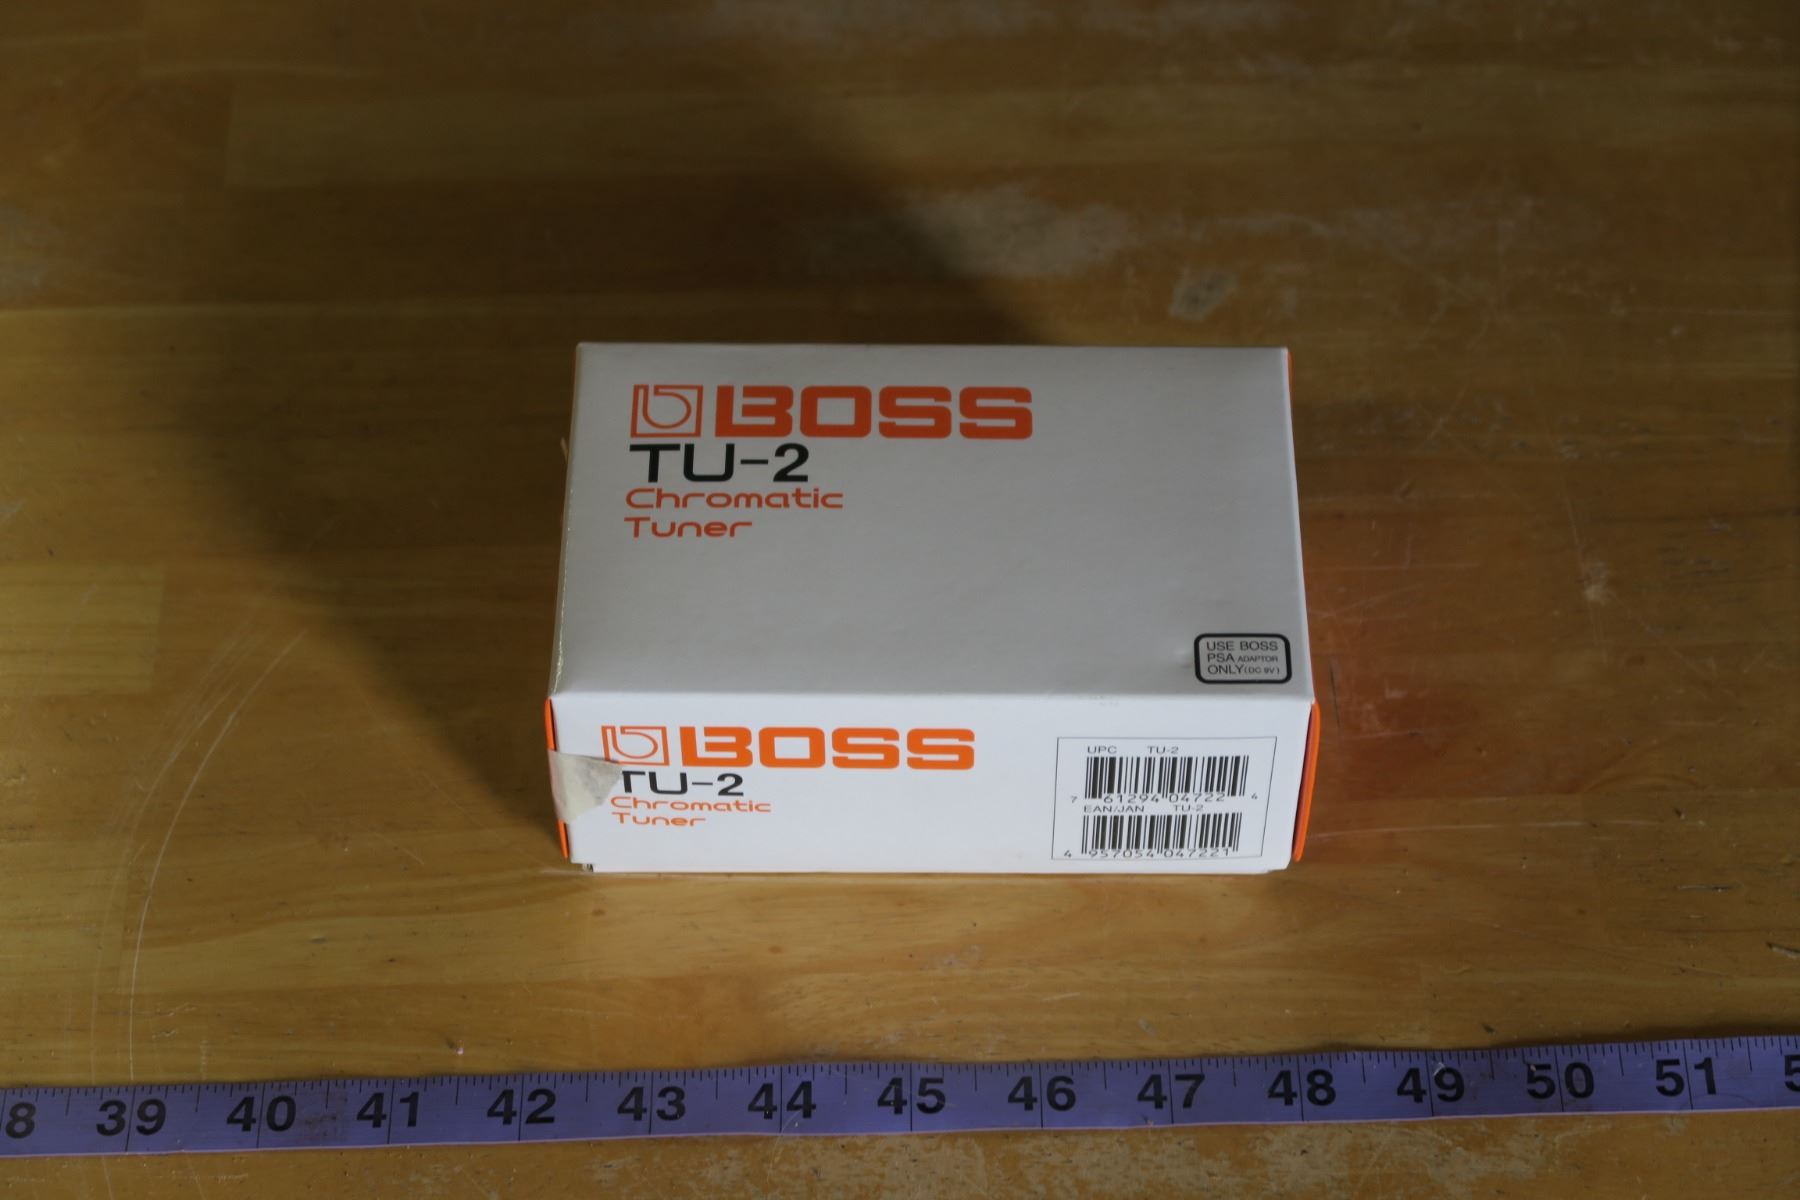 BOSS
TU-2
Chromatic
Tuner
USE BOSS
PSA ADAPTOR
ONLY(DC 9V)
BOSS
TU-2
Chromatic
Tuner
UPC TU-2
7 61294 04722 4
EAN/JAN TU-2
4 957054 047221
39 40 41 42 43 44 45 46 47 48 49 50 51